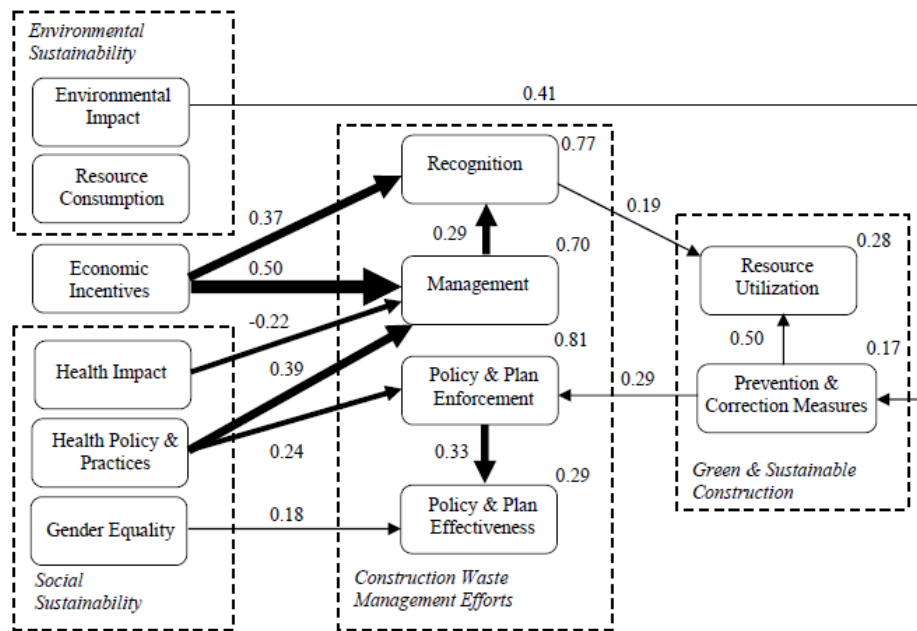 Environmental
Sustainability
Environmental
Impact
0.41
Resource
Consumption
Recognition
0.77
0.37
0.29
0.19
Economic
Incentives
0.50
Management
0.70
Resource
Utilization
0.28
-0.22
Health Impact
0.39
0.81
0.50
0.17
Policy & Plan
Enforcement
0.29
Prevention &
Correction Measures
Health Policy &
Practices
0.24
0.33
0.29
Green & Sustainable
Construction
Gender Equality
0.18
Policy & Plan
Effectiveness
Social
Sustainability
Construction Waste
Management Efforts